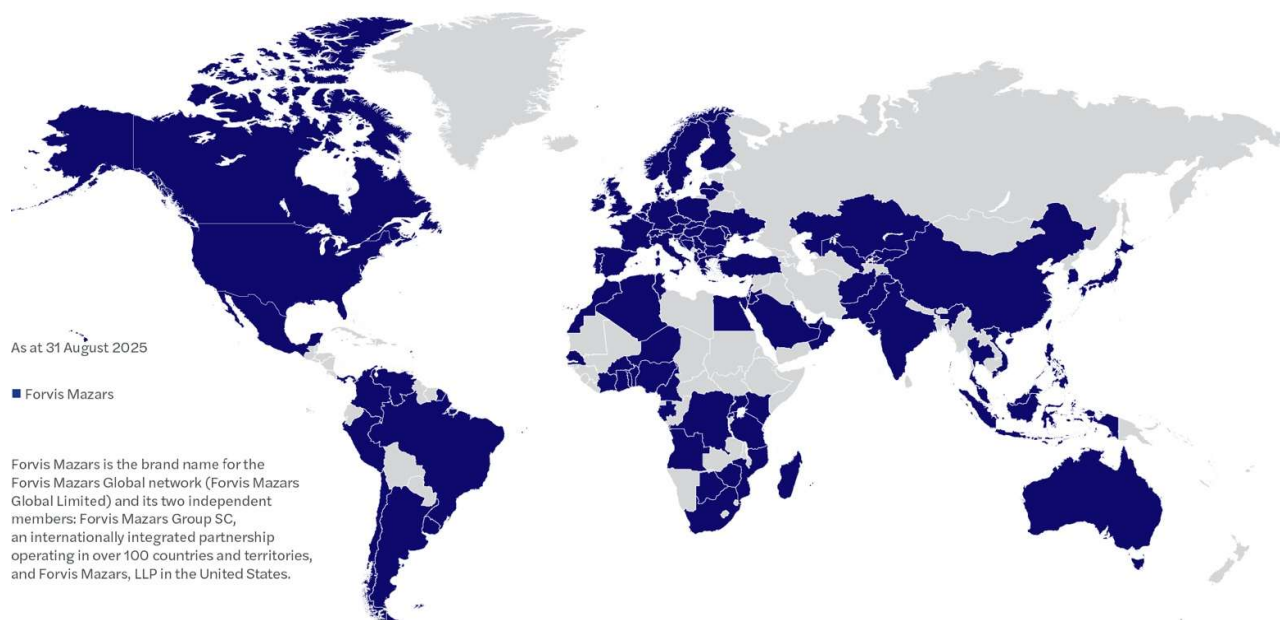 As at 31 August 2025
Forvis Mazars
Forvis Mazars is the brand name for the
Forvis Mazars Global network (Forvis Mazars
Global Limited) and its two independent
members: Forvis Mazars Group SC,
an internationally integrated partnership
operating in over 100 countries and territories,
and Forvis Mazars, LLP in the United States.